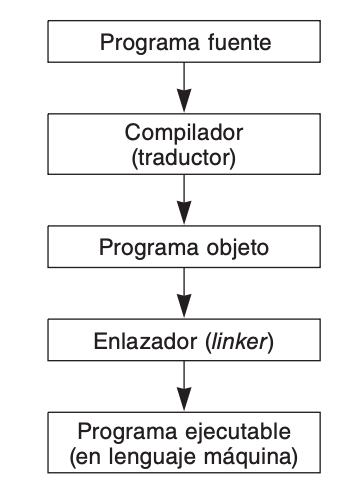 Programa fuente
Compilador
(traductor)
Programa objeto
Enlazador (linker)
Programa ejecutable
(en lenguaje máquina)